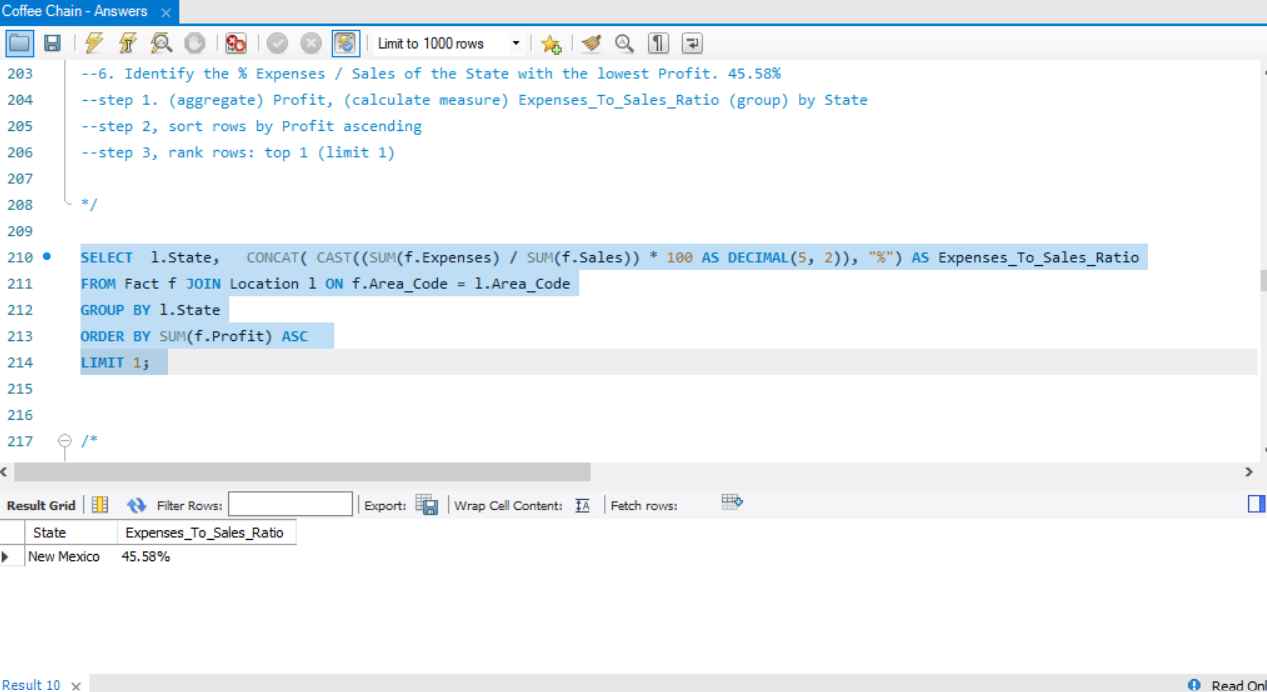 Coffee Chain - Answers
Limit to 1000 rows
203 --6. Identify the % Expenses / Sales of the State with the lowest Profit. 45.58%
204 --step 1. (aggregate) Profit, (calculate measure) Expenses_To_Sales_Ratio (group) by State
205 --step 2, sort rows by Profit ascending
206 --step 3, rank rows: top 1 (limit 1)
207
208 */
209
210 SELECT l.State, CONCAT( CAST((SUM(f.Expenses) / SUM(f.Sales)) * 100 AS DECIMAL(5, 2)), "%") AS Expenses_To_Sales_Ratio
211 FROM Fact f JOIN Location l ON f.Area_Code = l.Area_Code
212 GROUP BY l.State
213 ORDER BY SUM(f.Profit) ASC
214 LIMIT 1;
215
216
217 /*
Result Grid Filter Rows: Export: Wrap Cell Content: Fetch rows:
State Expenses_To_Sales_Ratio
New Mexico 45.58%
Result 10 Read Onl